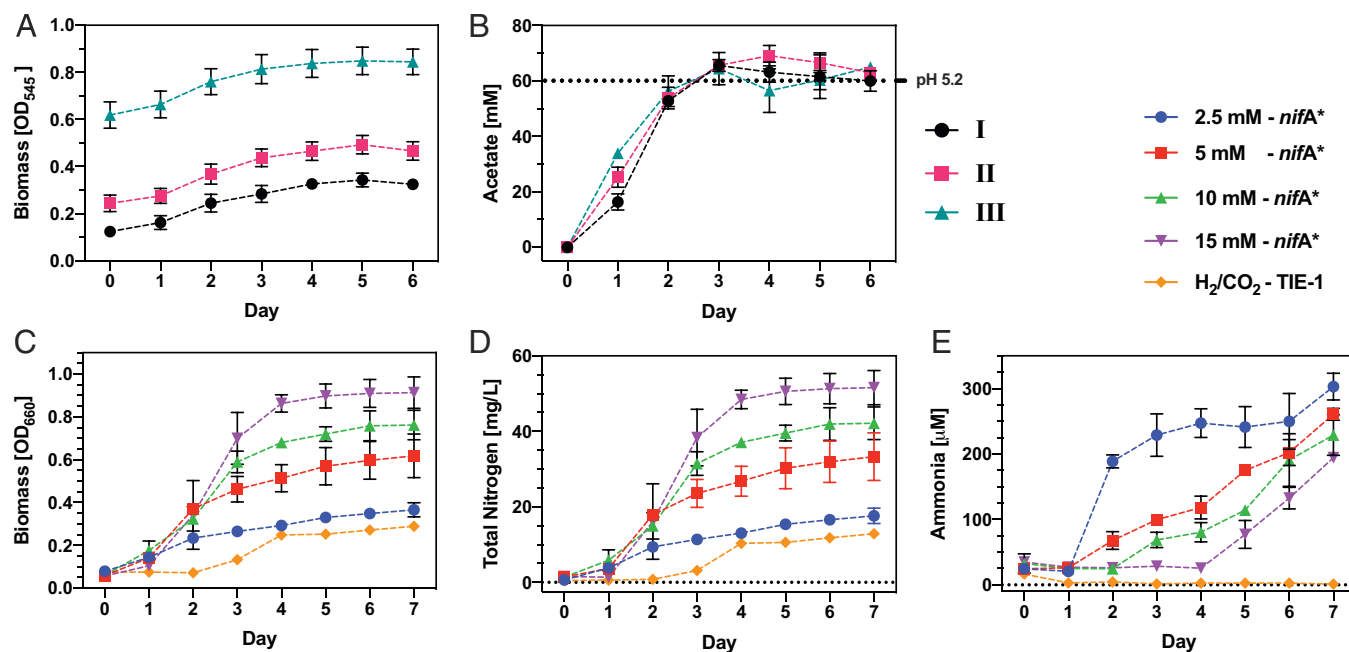 A
Biomass [OD545]
1.0
0.8
0.6
0.4
0.2
0.0
0 1 2 3 4 5 6
Day
B
Acetate [mM]
80
60
40
20
0
0 1 2 3 4 5 6
Day
pH 5.2
I
II
III
2.5 mM - nifA*
5 mM - nifA*
10 mM - nifA*
15 mM - nifA*
H2/CO2 - TIE-1
C
Biomass [OD660]
1.0
0.8
0.6
0.4
0.2
0.0
0 1 2 3 4 5 6 7
Day
D
Total Nitrogen [mg/L]
60
40
20
0
0 1 2 3 4 5 6 7
Day
E
Ammonia [µM]
300
200
100
0
0 1 2 3 4 5 6 7
Day